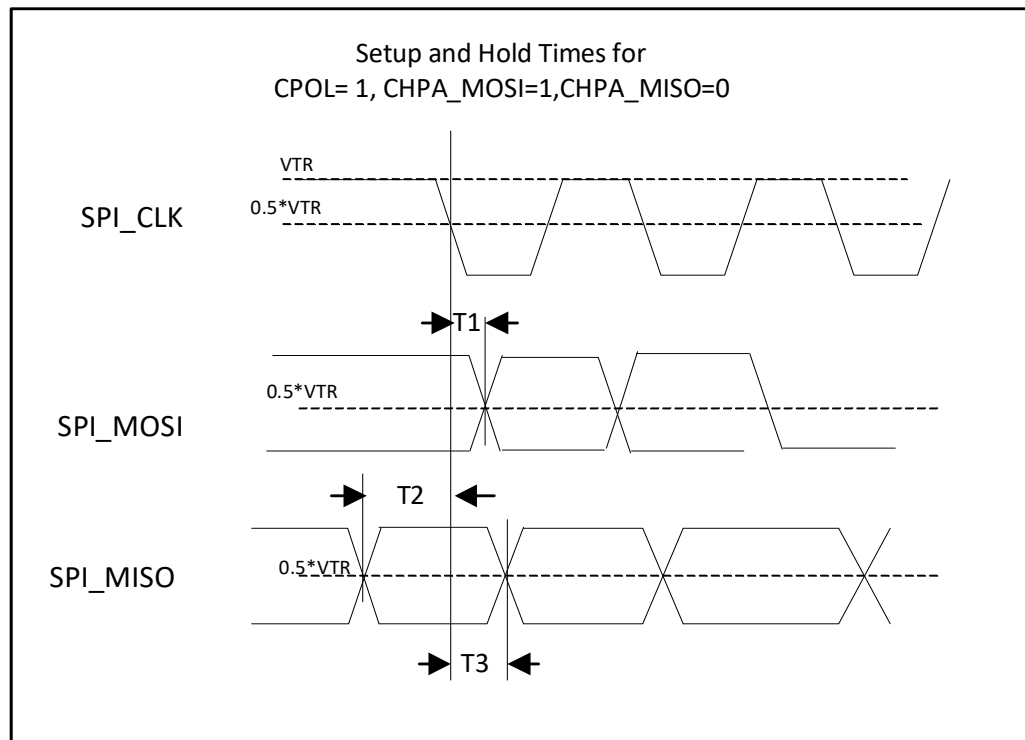 Setup and Hold Times for
CPOL= 1, CHPA_MOSI=1,CHPA_MISO=0
VTR
0.5*VTR
SPI_CLK
T1
0.5*VTR
SPI_MOSI
T2
0.5*VTR
SPI_MISO
T3